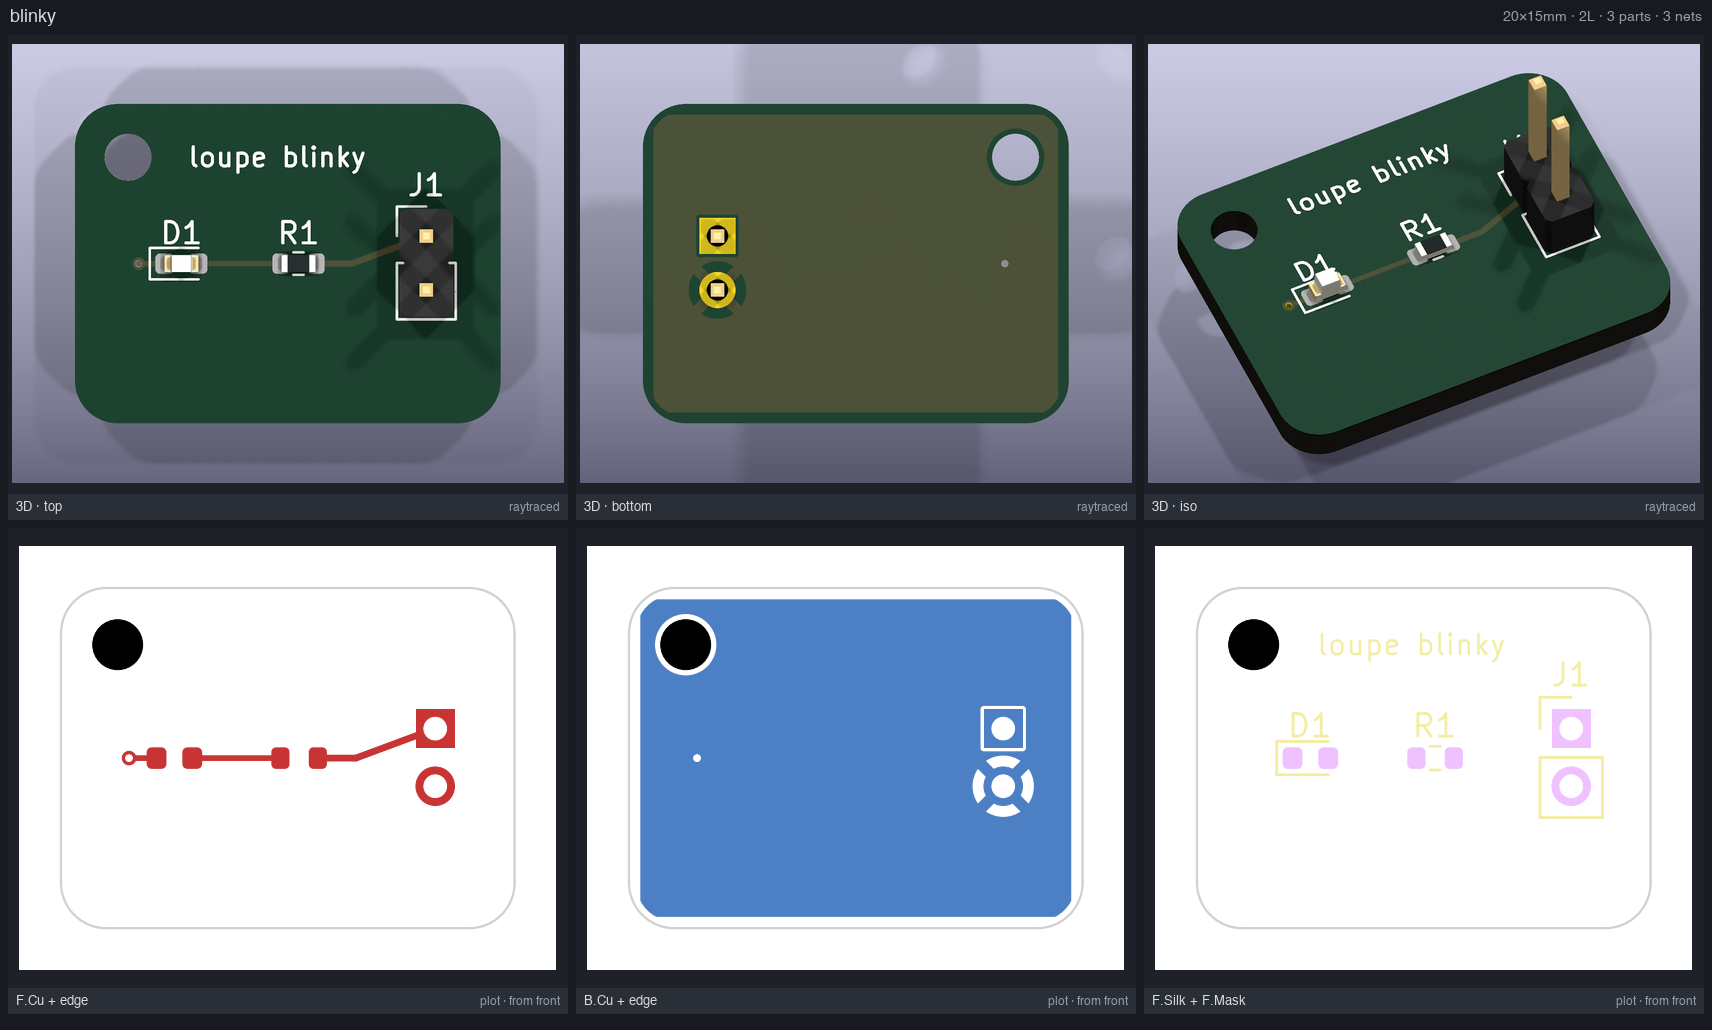 blinky
20×15mm · 2L · 3 parts · 3 nets
loupe blinky
J1
D1
R1
3D · top
raytraced
3D · bottom
raytraced
loupe blinky
R1
D1
3D · iso
raytraced
F.Cu + edge
plot · from front
B.Cu + edge
plot · from front
loupe blinky
J1
D1
R1
F.Silk + F.Mask
plot · from front